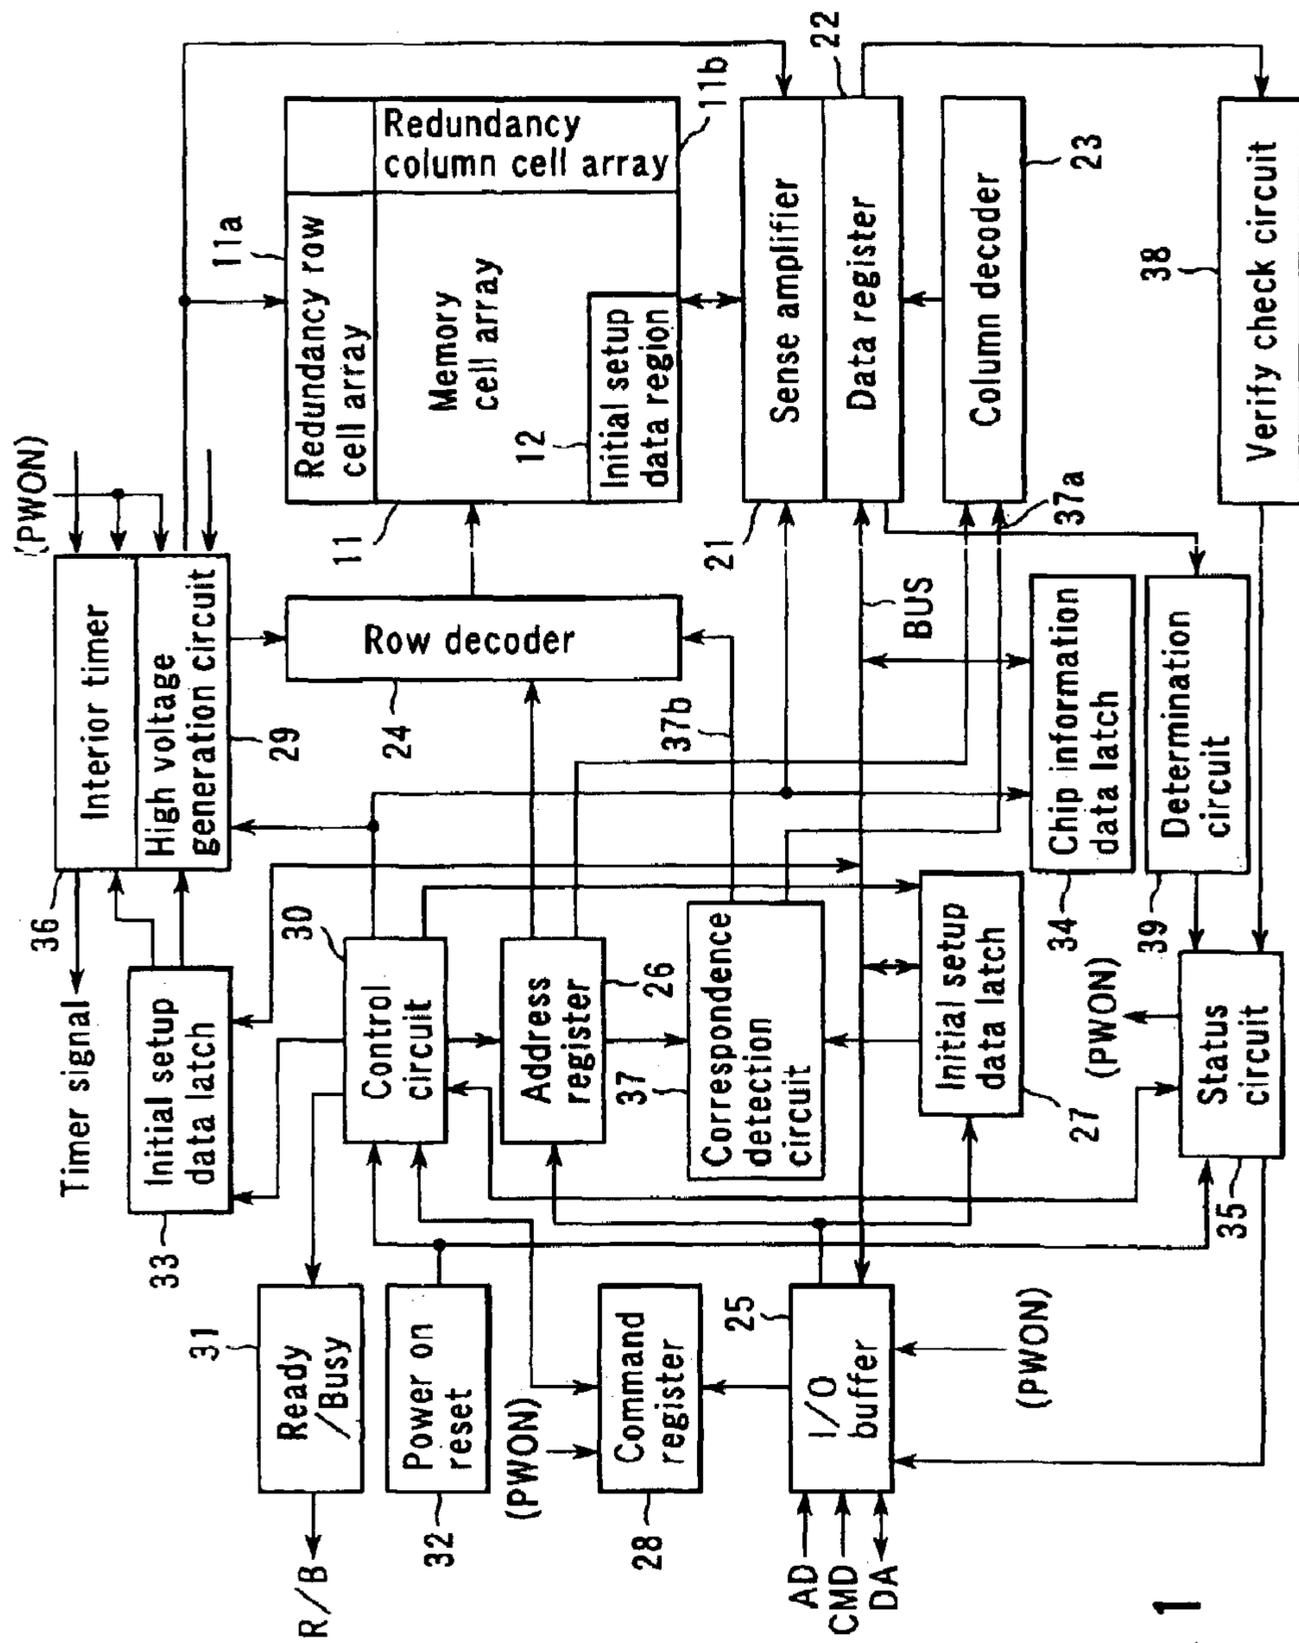 (PWON)
36
Timer signal
Interior timer
High voltage
generation circuit
29
Initial setup
data latch
33
31
Ready
/Busy
R/B
30
Control
circuit
Power on
reset
32
Row decoder
24
11a
Redundancy row
cell array
Redundancy
column cell array
11b
Memory
cell array
11
12
Initial setup
data region
(PWON)
Command
register
28
Address
register
26
37
Correspondence
detection
circuit
37b
21
Sense amplifier
Data register
22
BUS
Column decoder
23
37a
25
I/O
buffer
AD
CMD
DA
(PWON)
Initial setup
data latch
27
Chip information
data latch
34
Determination
circuit
39
(PWON)
Status
circuit
35
38
Verify check circuit
1